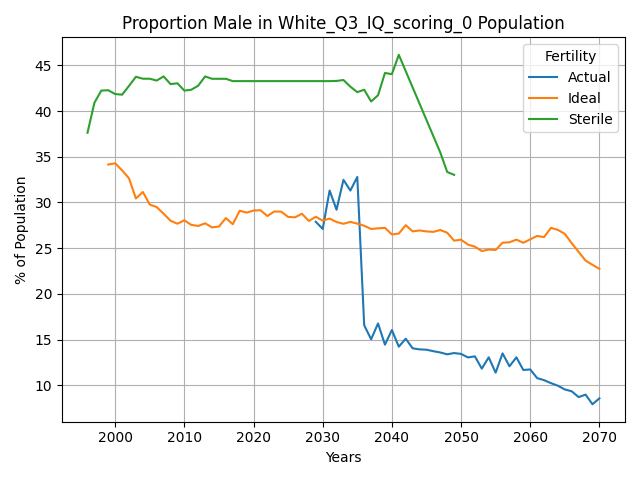 Proportion Male in White_Q3_IQ_scoring_0 Population
Fertility
Actual
Ideal
Sterile
% of Population
45
40
35
30
25
20
15
10
2000 2010 2020 2030 2040 2050 2060 2070
Years